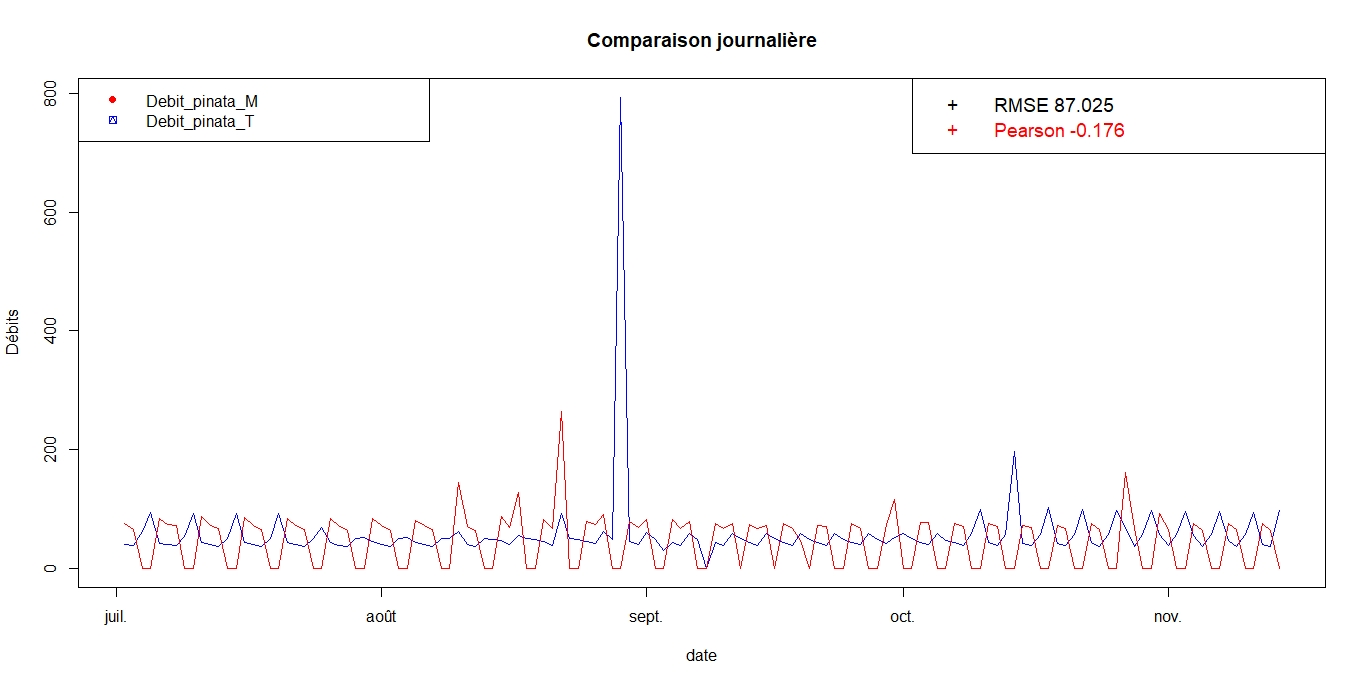 Comparaison journalière
Debit_pinata_M
Debit_pinata_T
+ RMSE 87.025
+ Pearson -0.176
Débits
800
600
400
200
0
juil. août sept. oct. nov.
date